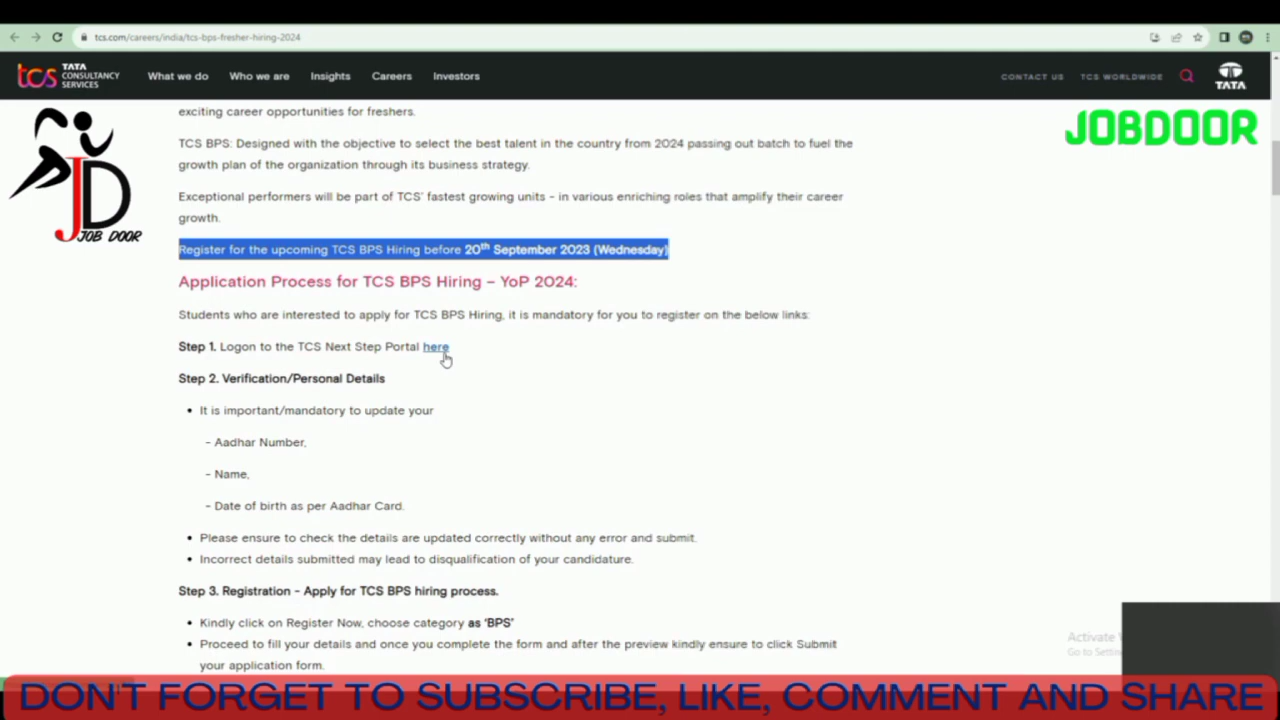 tcs.com/careers/india/tcs-bps-fresher-hiring-2024
tcs TATA CONSULTANCY SERVICES What we do Who we are Insights Careers Investors CONTACT US TCS WORLDWIDE TATA
exciting career opportunities for freshers.
JOBDOOR
TCS BPS: Designed with the objective to select the best talent in the country from 2024 passing out batch to fuel the
growth plan of the organization through its business strategy.
Exceptional performers will be part of TCS' fastest growing units – in various enriching roles that amplify their career
growth.
JD
JOB DOOR
Register for the upcoming TCS BPS Hiring before 20th September 2023 (Wednesday)
Application Process for TCS BPS Hiring – YoP 2024:
Students who are interested to apply for TCS BPS Hiring, it is mandatory for you to register on the below links:
Step 1. Logon to the TCS Next Step Portal here
Step 2. Verification/Personal Details
• It is important/mandatory to update your
– Aadhar Number,
– Name,
– Date of birth as per Aadhar Card.
• Please ensure to check the details are updated correctly without any error and submit.
• Incorrect details submitted may lead to disqualification of your candidature.
Step 3. Registration – Apply for TCS BPS hiring process.
• Kindly click on Register Now, choose category as 'BPS'
• Proceed to fill your details and once you complete the form and after the preview kindly ensure to click Submit
your application form.
Activate
Go to
DONT FORGET TO SUBSCRIBE, LIKE, COMMENT AND SHARE